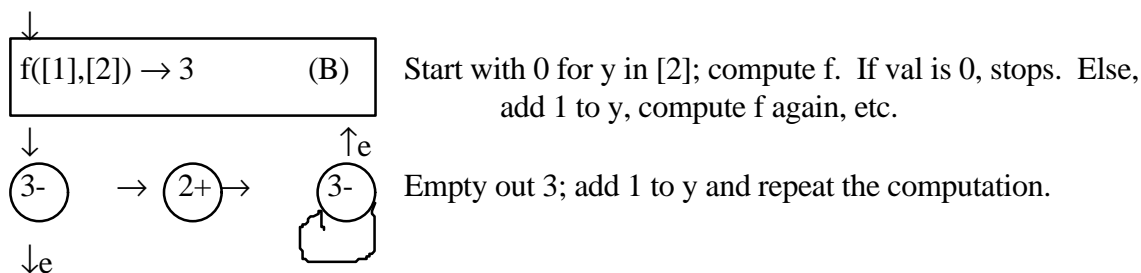 ↓
f([1],[2]) → 3 (B) Start with 0 for y in [2]; compute f. If val is 0, stops. Else,
add 1 to y, compute f again, etc.
↓ ↑e
3- → 2+ → 3- Empty out 3; add 1 to y and repeat the computation.
↓e